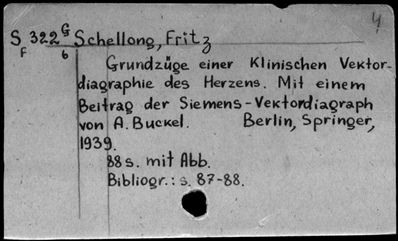 4
S 322 G Schellong, Fritz
F 6
Grundzüge einer Klinischen Vektor-
diagraphie des Herzens. Mit einem
Beitrag der Siemens-Vektordiagraph
von A. Buckel. Berlin, Springer,
1939.
88 s. mit Abb.
Bibliogr.: s. 87-88.